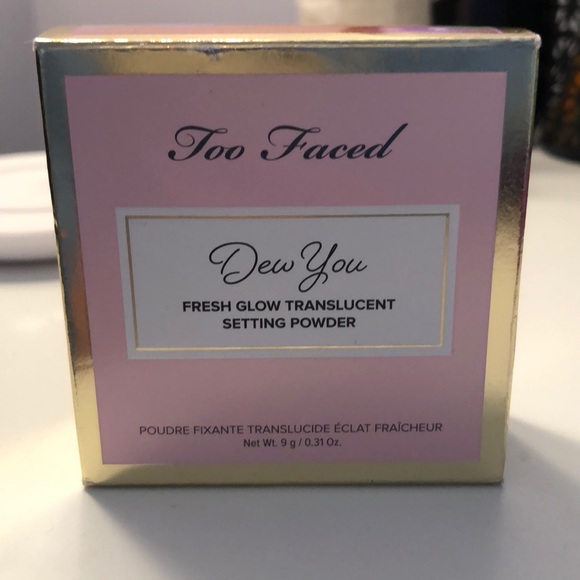 Too Faced
Dew You
FRESH GLOW TRANSLUCENT
SETTING POWDER
POUDRE FIXANTE TRANSLUCIDE ÉCLAT FRAÎCHEUR
Net Wt. 9 g / 0.31 Oz.